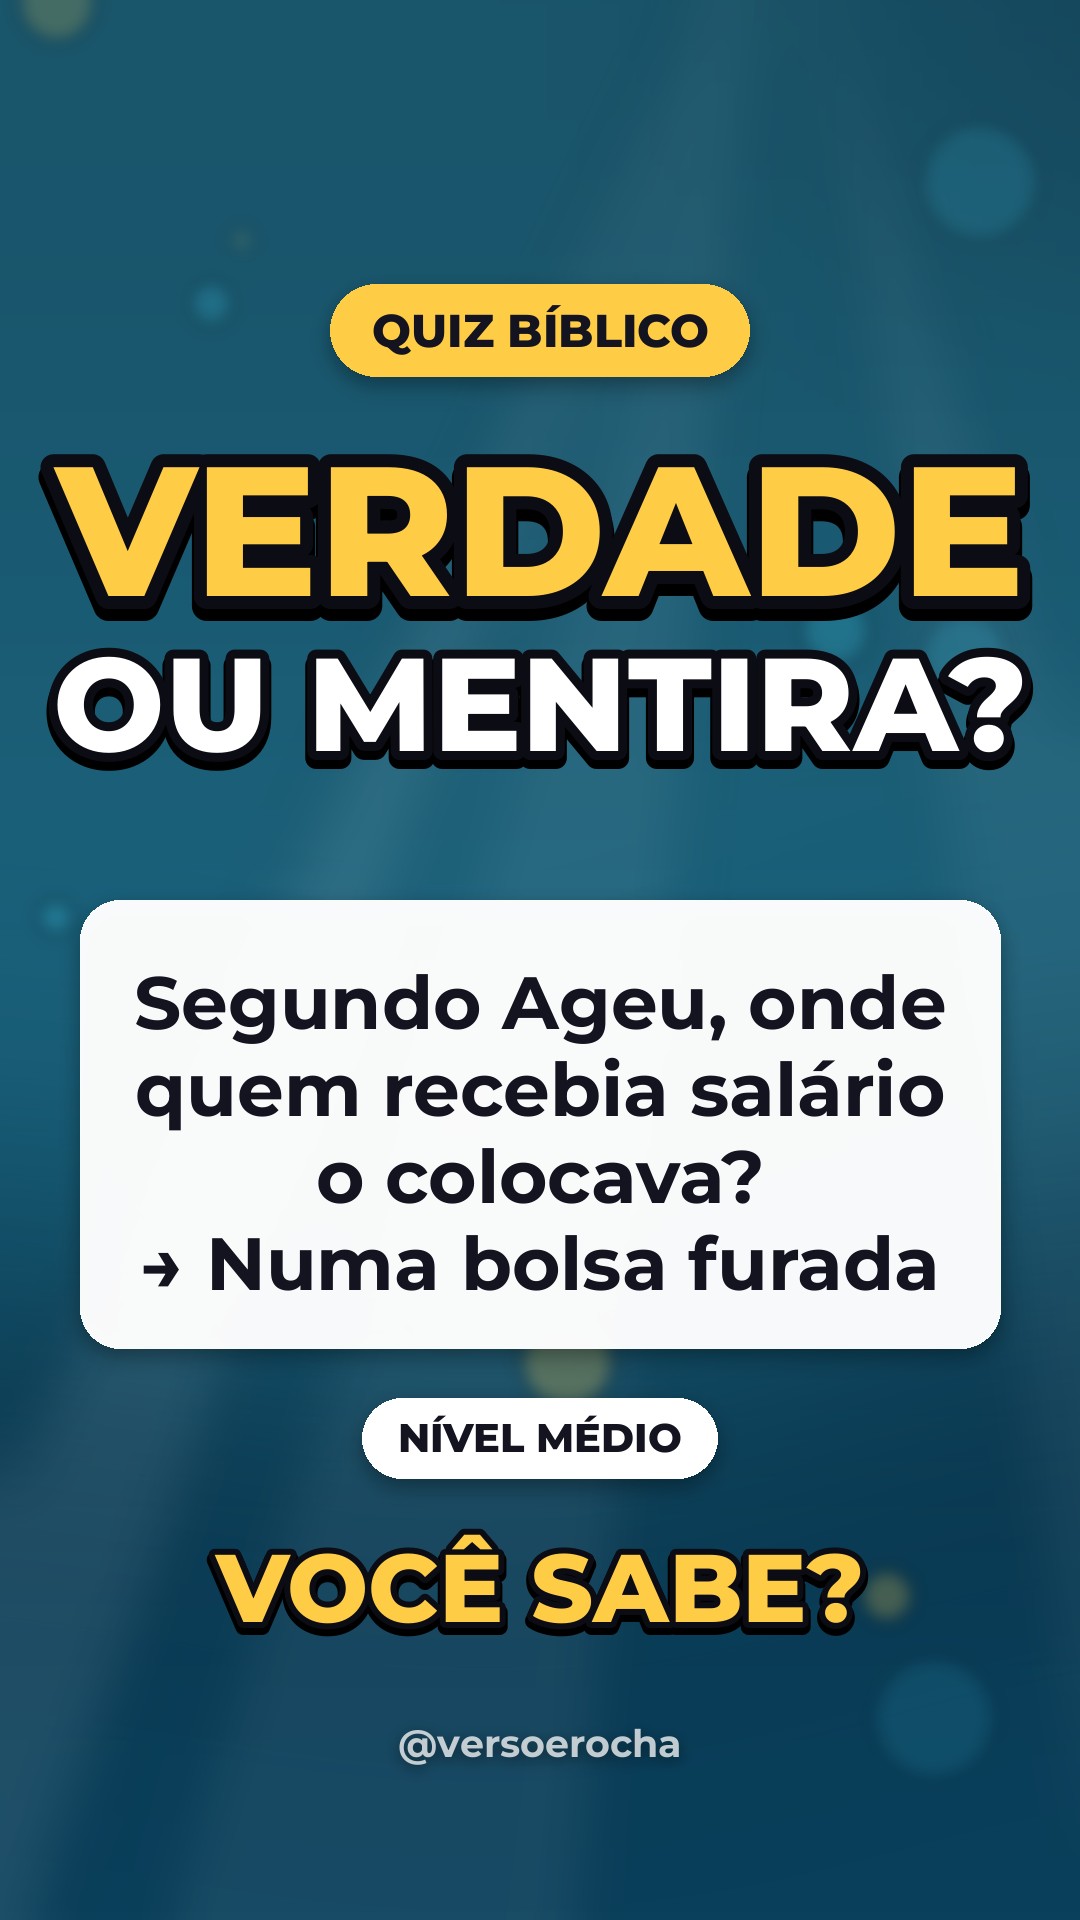 QUIZ BÍBLICO
VERDADE
OU MENTIRA?
Segundo Ageu, onde
quem recebia salário
o colocava?
→ Numa bolsa furada
NÍVEL MÉDIO
VOCÊ SABE?
@versoerocha